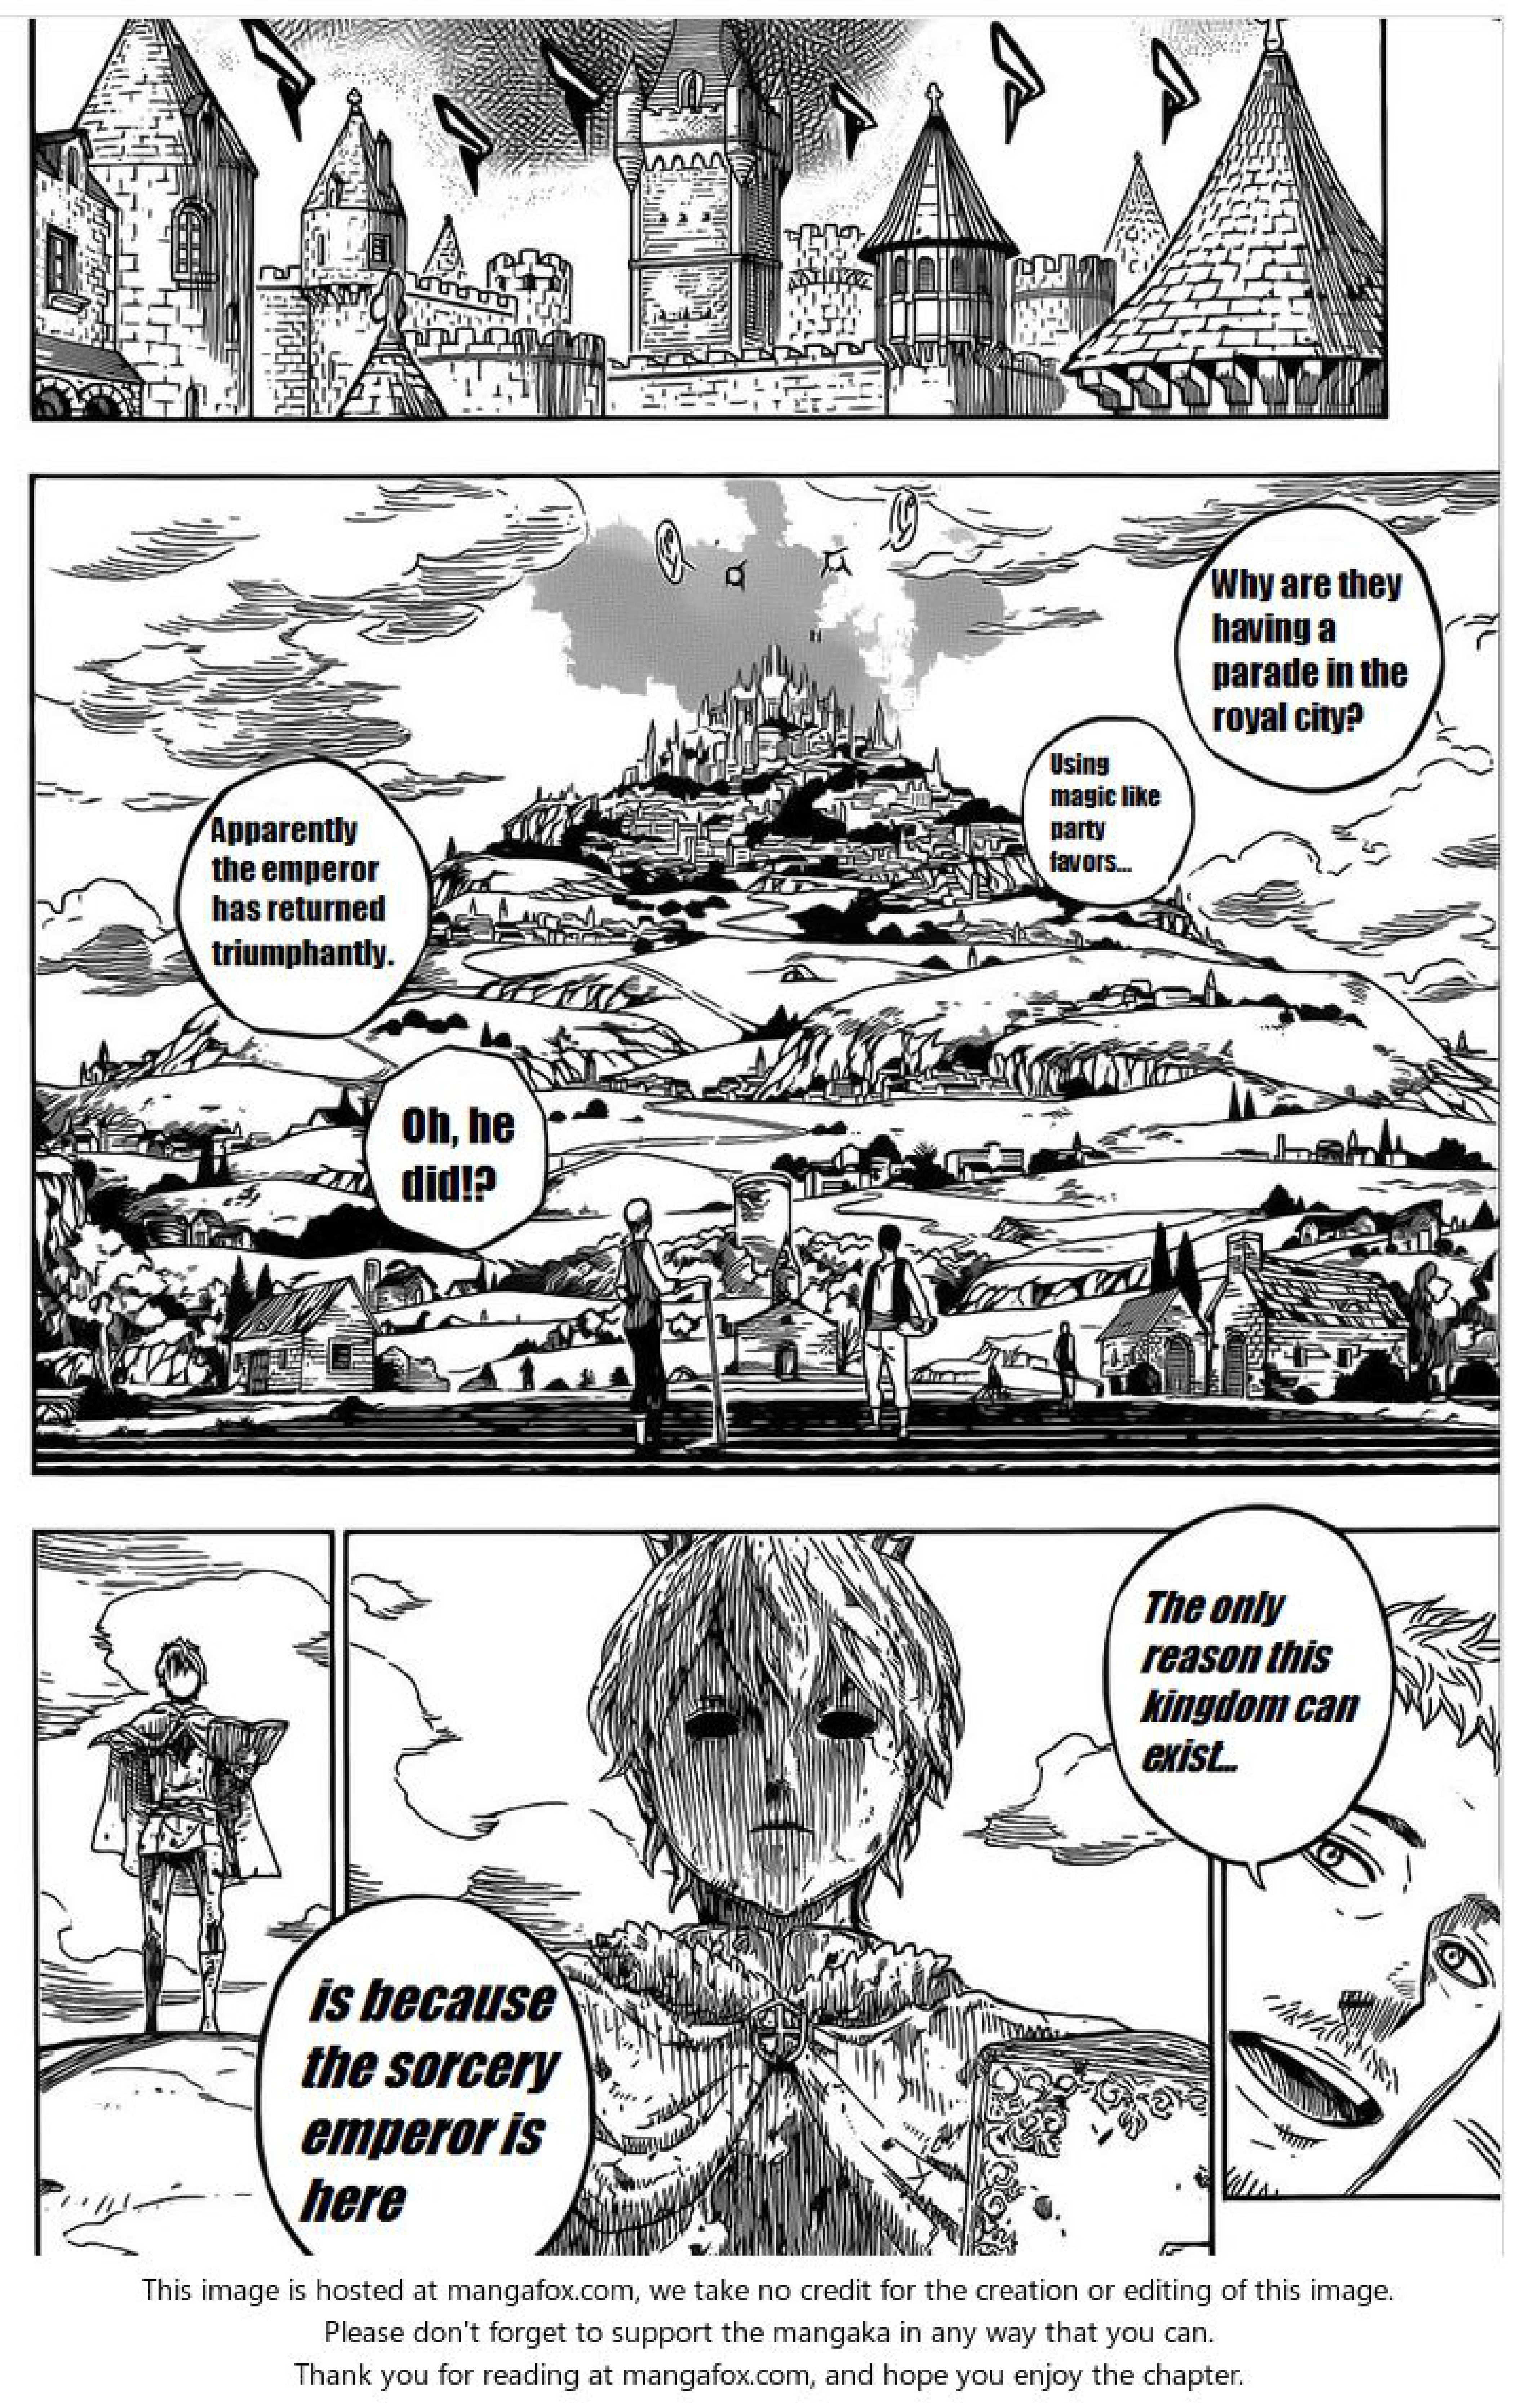 Why are they
having a
parade in the
royal city?
Using
magic like
party
favors...
Apparently
the emperor
has returned
triumphantly.
Oh, he
did!?
The only
reason this
kingdom can
exist...
is because
the sorcery
emperor is
here
This image is hosted at mangafox.com, we take no credit for the creation or editing of this image.
Please don't forget to support the mangaka in any way that you can.
Thank you for reading at mangafox.com, and hope you enjoy the chapter.